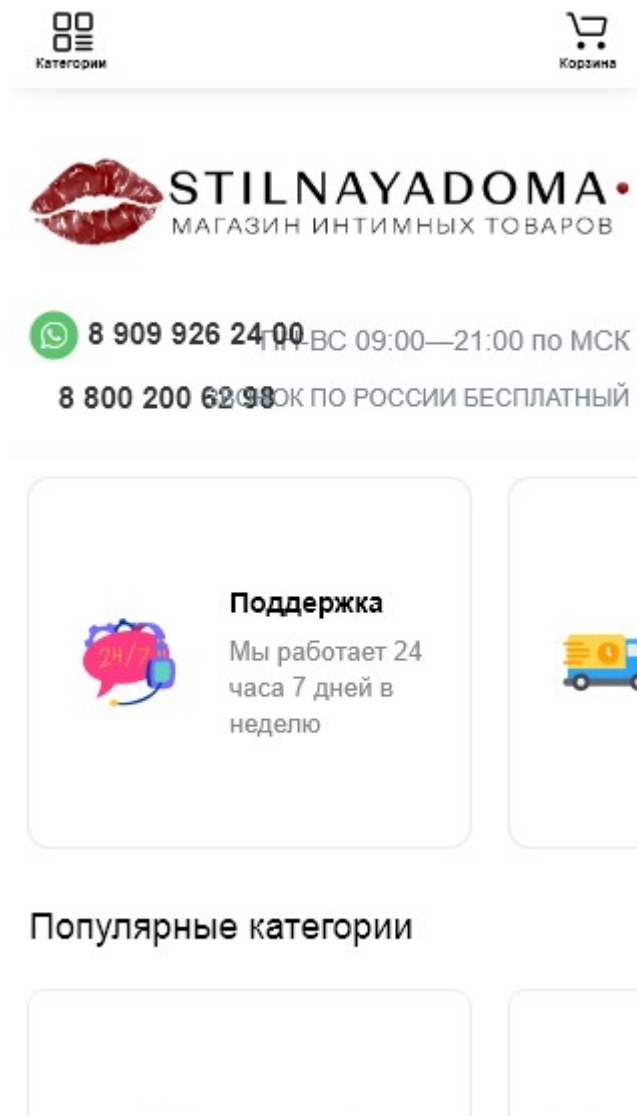 Категории
Корзина
STILNAYADOMA
МАГАЗИН ИНТИМНЫХ ТОВАРОВ
8 909 926 24 00 ПН-ВС 09:00—21:00 по МСК
8 800 200 62 98 ЗВОНОК ПО РОССИИ БЕСПЛАТНЫЙ
Поддержка
24/7
Мы работает 24
часа 7 дней в
неделю
Популярные категории